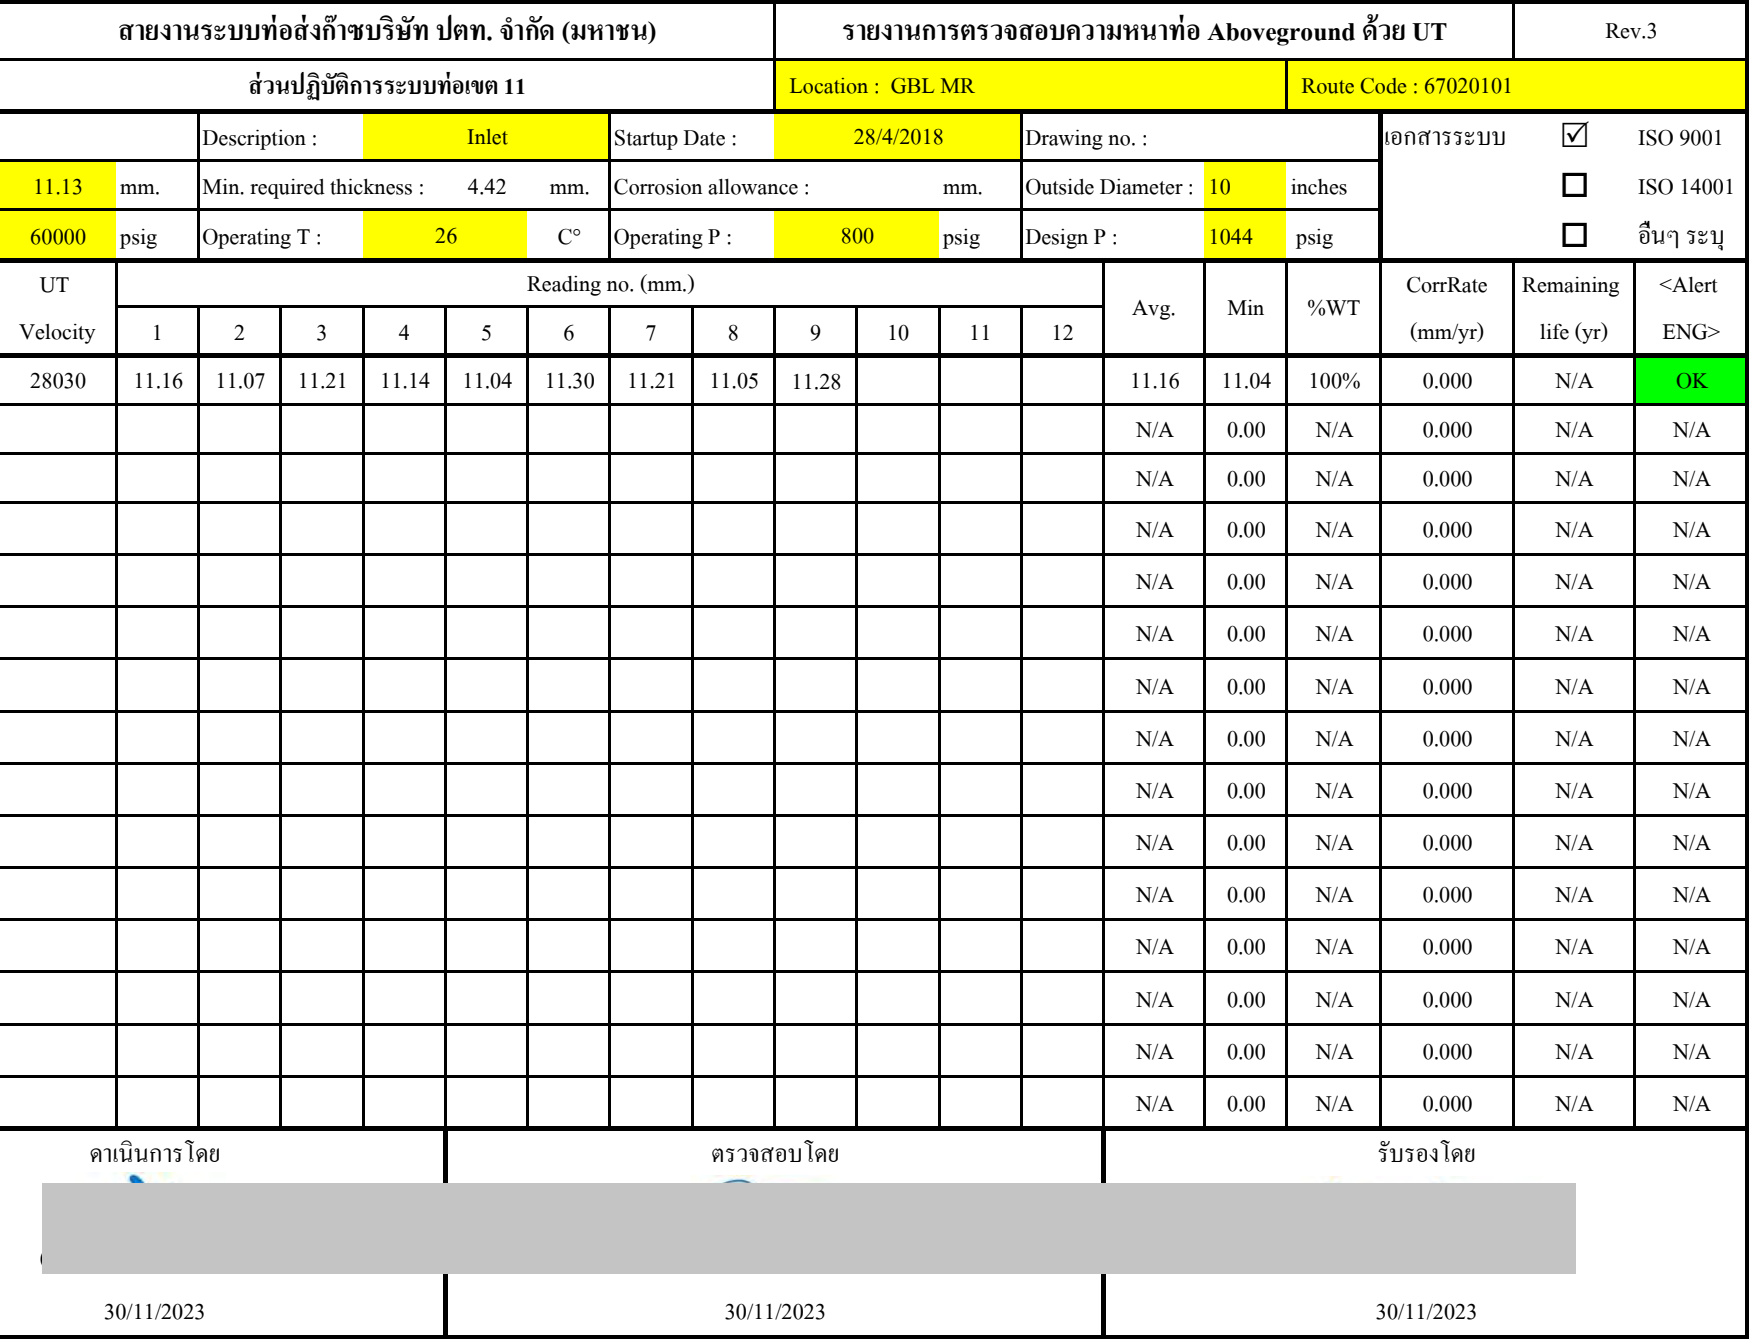 สายงานระบบท่อส่งก๊าซบริษัท ปตท. จำกัด (มหาชน) รายงานการตรวจสอบความหนาท่อ Aboveground ด้วย UT Rev.3
ส่วนปฏิบัติการระบบท่อเขต 11 Location : GBL MR Route Code : 67020101
Description : Inlet Startup Date : 28/4/2018 Drawing no. : เอกสารระบบ ☑ ISO 9001
11.13 mm. Min. required thickness : 4.42 mm. Corrosion allowance : mm. Outside Diameter : 10 inches ☐ ISO 14001
60000 psig Operating T : 26 C° Operating P : 800 psig Design P : 1044 psig ☐ อื่นๆ ระบุ
UT Reading no. (mm.) Avg. Min %WT CorrRate Remaining <Alert
Velocity 1 2 3 4 5 6 7 8 9 10 11 12 (mm/yr) life (yr) ENG>
28030 11.16 11.07 11.21 11.14 11.04 11.30 11.21 11.05 11.28 11.16 11.04 100% 0.000 N/A OK
N/A 0.00 N/A 0.000 N/A N/A
N/A 0.00 N/A 0.000 N/A N/A
N/A 0.00 N/A 0.000 N/A N/A
N/A 0.00 N/A 0.000 N/A N/A
N/A 0.00 N/A 0.000 N/A N/A
N/A 0.00 N/A 0.000 N/A N/A
N/A 0.00 N/A 0.000 N/A N/A
N/A 0.00 N/A 0.000 N/A N/A
N/A 0.00 N/A 0.000 N/A N/A
N/A 0.00 N/A 0.000 N/A N/A
N/A 0.00 N/A 0.000 N/A N/A
N/A 0.00 N/A 0.000 N/A N/A
N/A 0.00 N/A 0.000 N/A N/A
N/A 0.00 N/A 0.000 N/A N/A
ดาเนินการโดย ตรวจสอบโดย รับรองโดย
30/11/2023 30/11/2023 30/11/2023